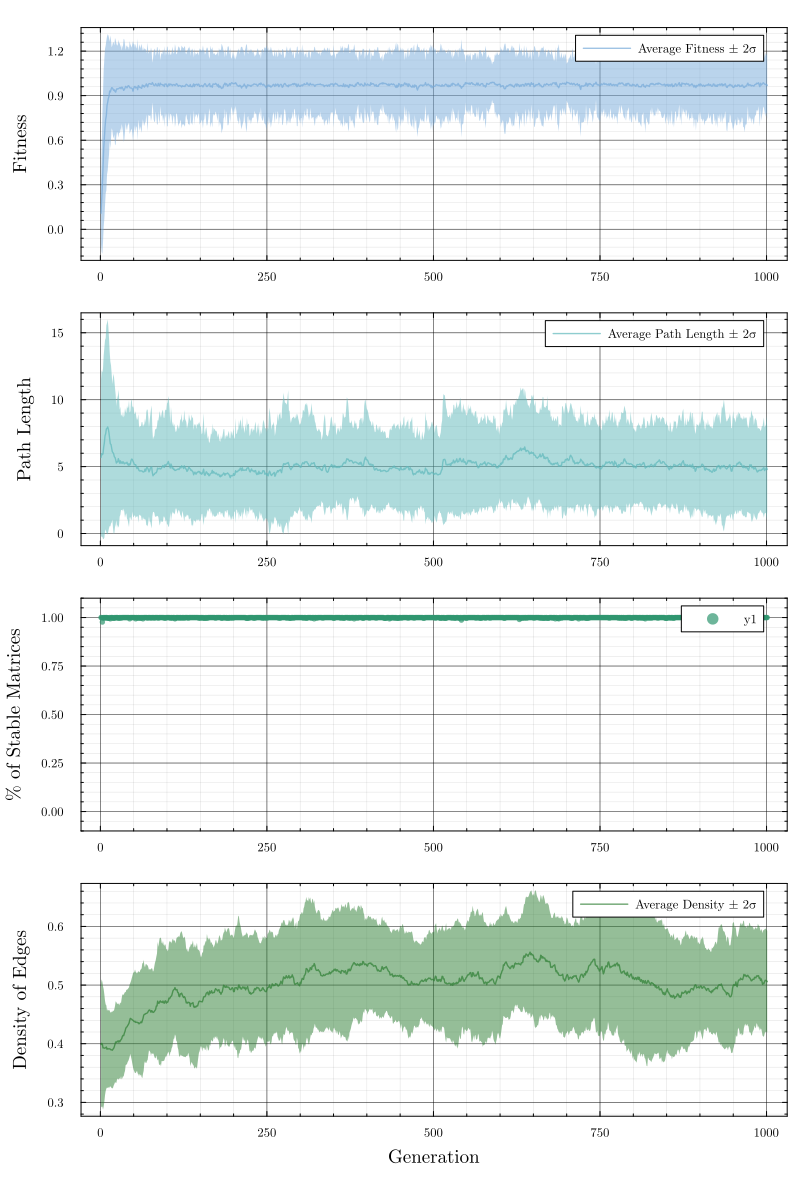 Fitness
1.2
0.9
0.6
0.3
0.0
Average Fitness ± 2σ
0 250 500 750 1000
Path Length
15
10
5
0
Average Path Length ± 2σ
0 250 500 750 1000
% of Stable Matrices
1.00
0.75
0.50
0.25
0.00
y1
0 250 500 750 1000
Density of Edges
0.6
0.5
0.4
0.3
Average Density ± 2σ
0 250 500 750 1000
Generation